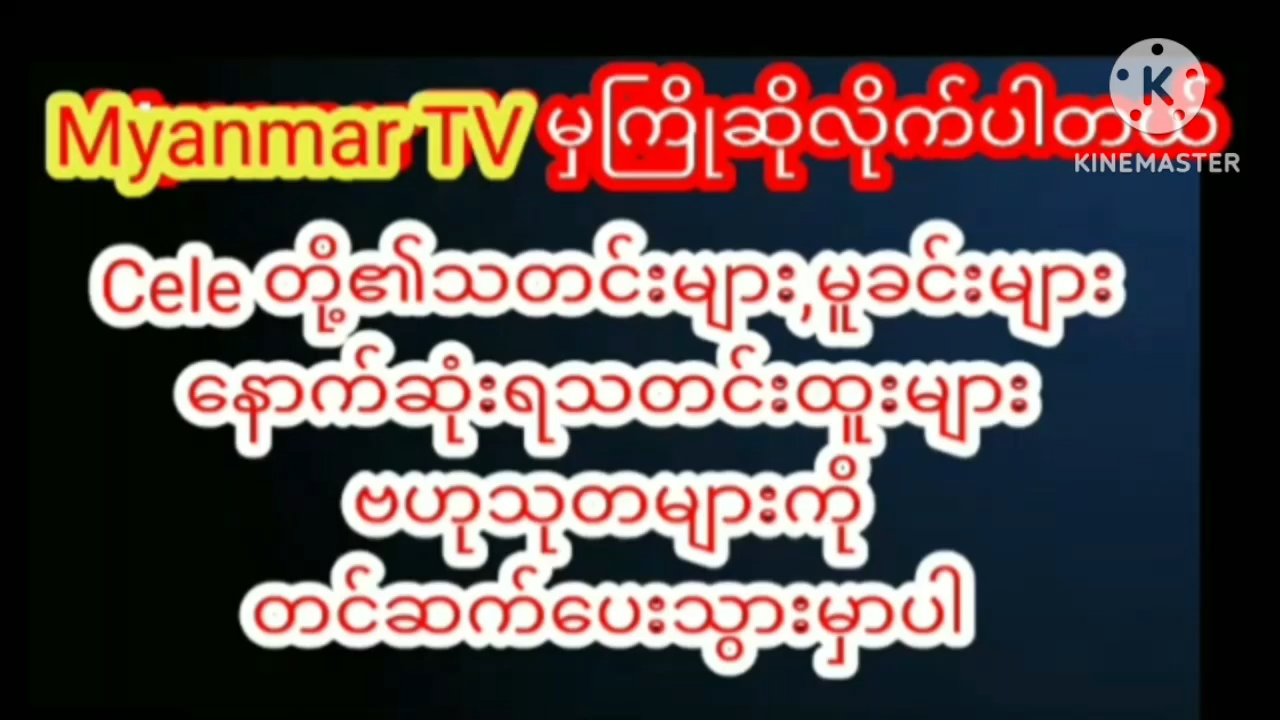 Myanmar TV မှကြိုဆိုလိုက်ပါတယ်
KINEMASTER
Cele တို့၏သတင်းများ,မူခင်းများ
နောက်ဆုံးရသတင်းထူးများ
ဗဟုသုတများကို
တင်ဆက်ပေးသွားမှာပါ